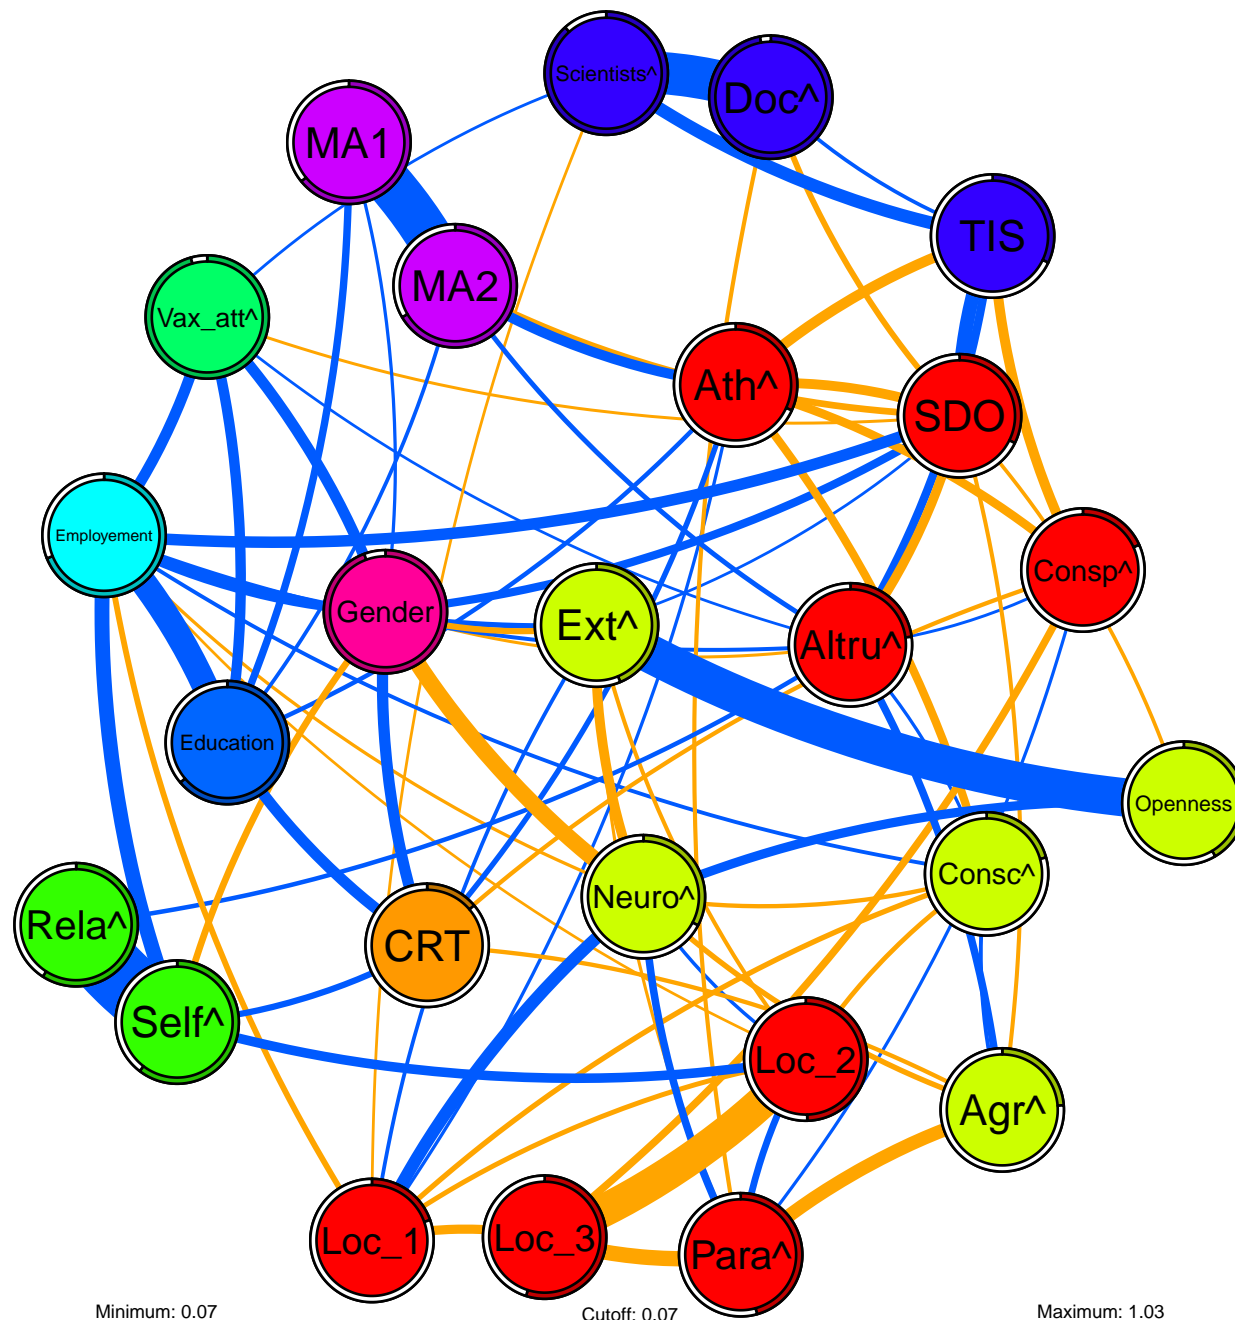 Scientists^
Doc^
MA1
TIS
MA2
Vax_att^
Ath^
SDO
Employement
Consp^
Gender
Ext^
Altru^
Education
Openness
Consc^
Neuro^
Rela^
CRT
Self^
Loc_2
Agr^
Loc_1
Loc_3
Para^
Minimum: 0.07
Cutoff: 0.07
Maximum: 1.03